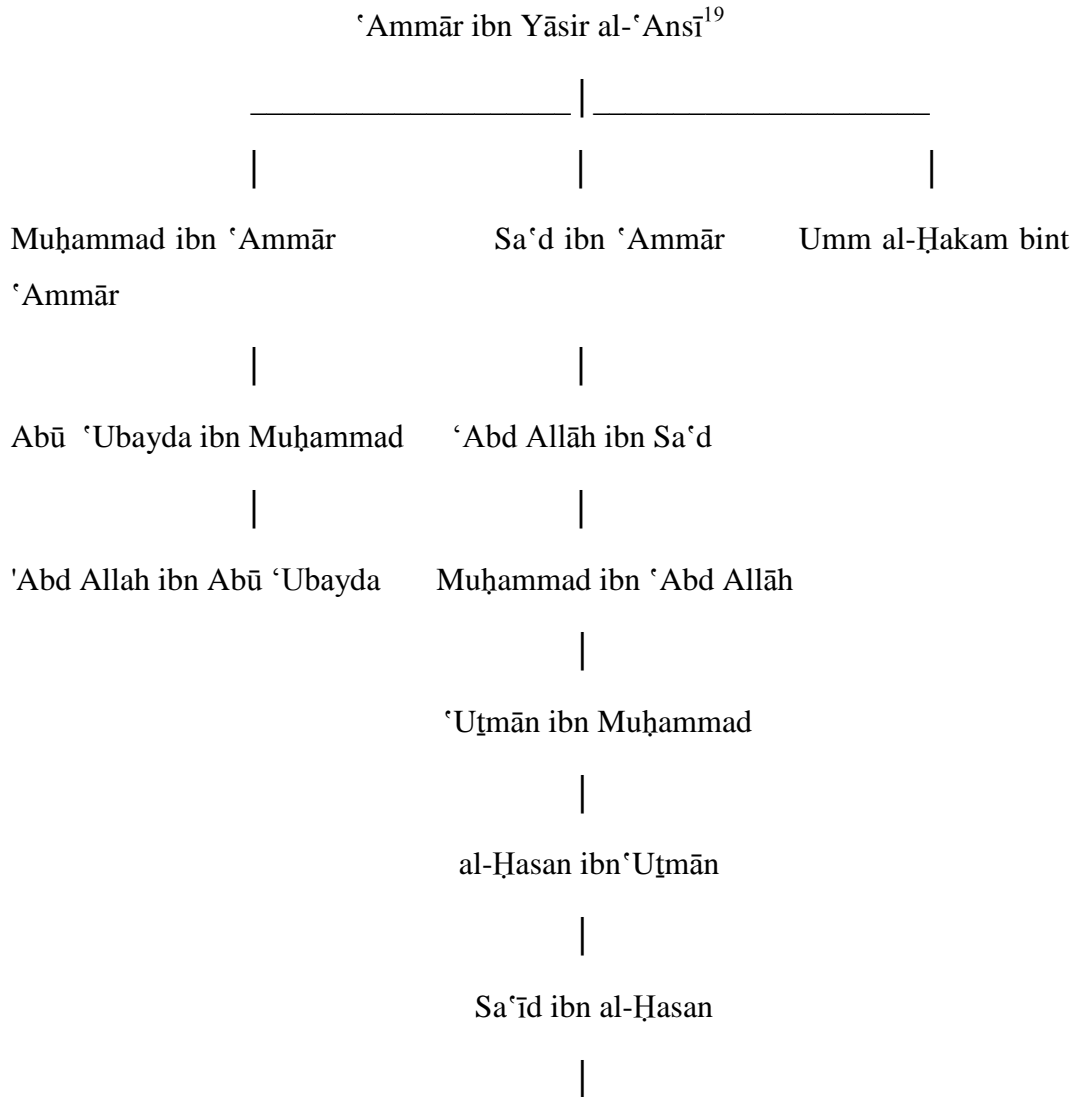 ʿAmmār ibn Yāsir al-ʿAnsī19
Muḥammad ibn ʿAmmār Saʿd ibn ʿAmmār Umm al-Ḥakam bint
ʿAmmār
Abū ʿUbayda ibn Muḥammad ‘Abd Allāh ibn Saʿd
'Abd Allah ibn Abū ‘Ubayda Muḥammad ibn ʿAbd Allāh
ʿUṯmān ibn Muḥammad
al-Ḥasan ibnʿUṯmān
Saʿīd ibn al-Ḥasan